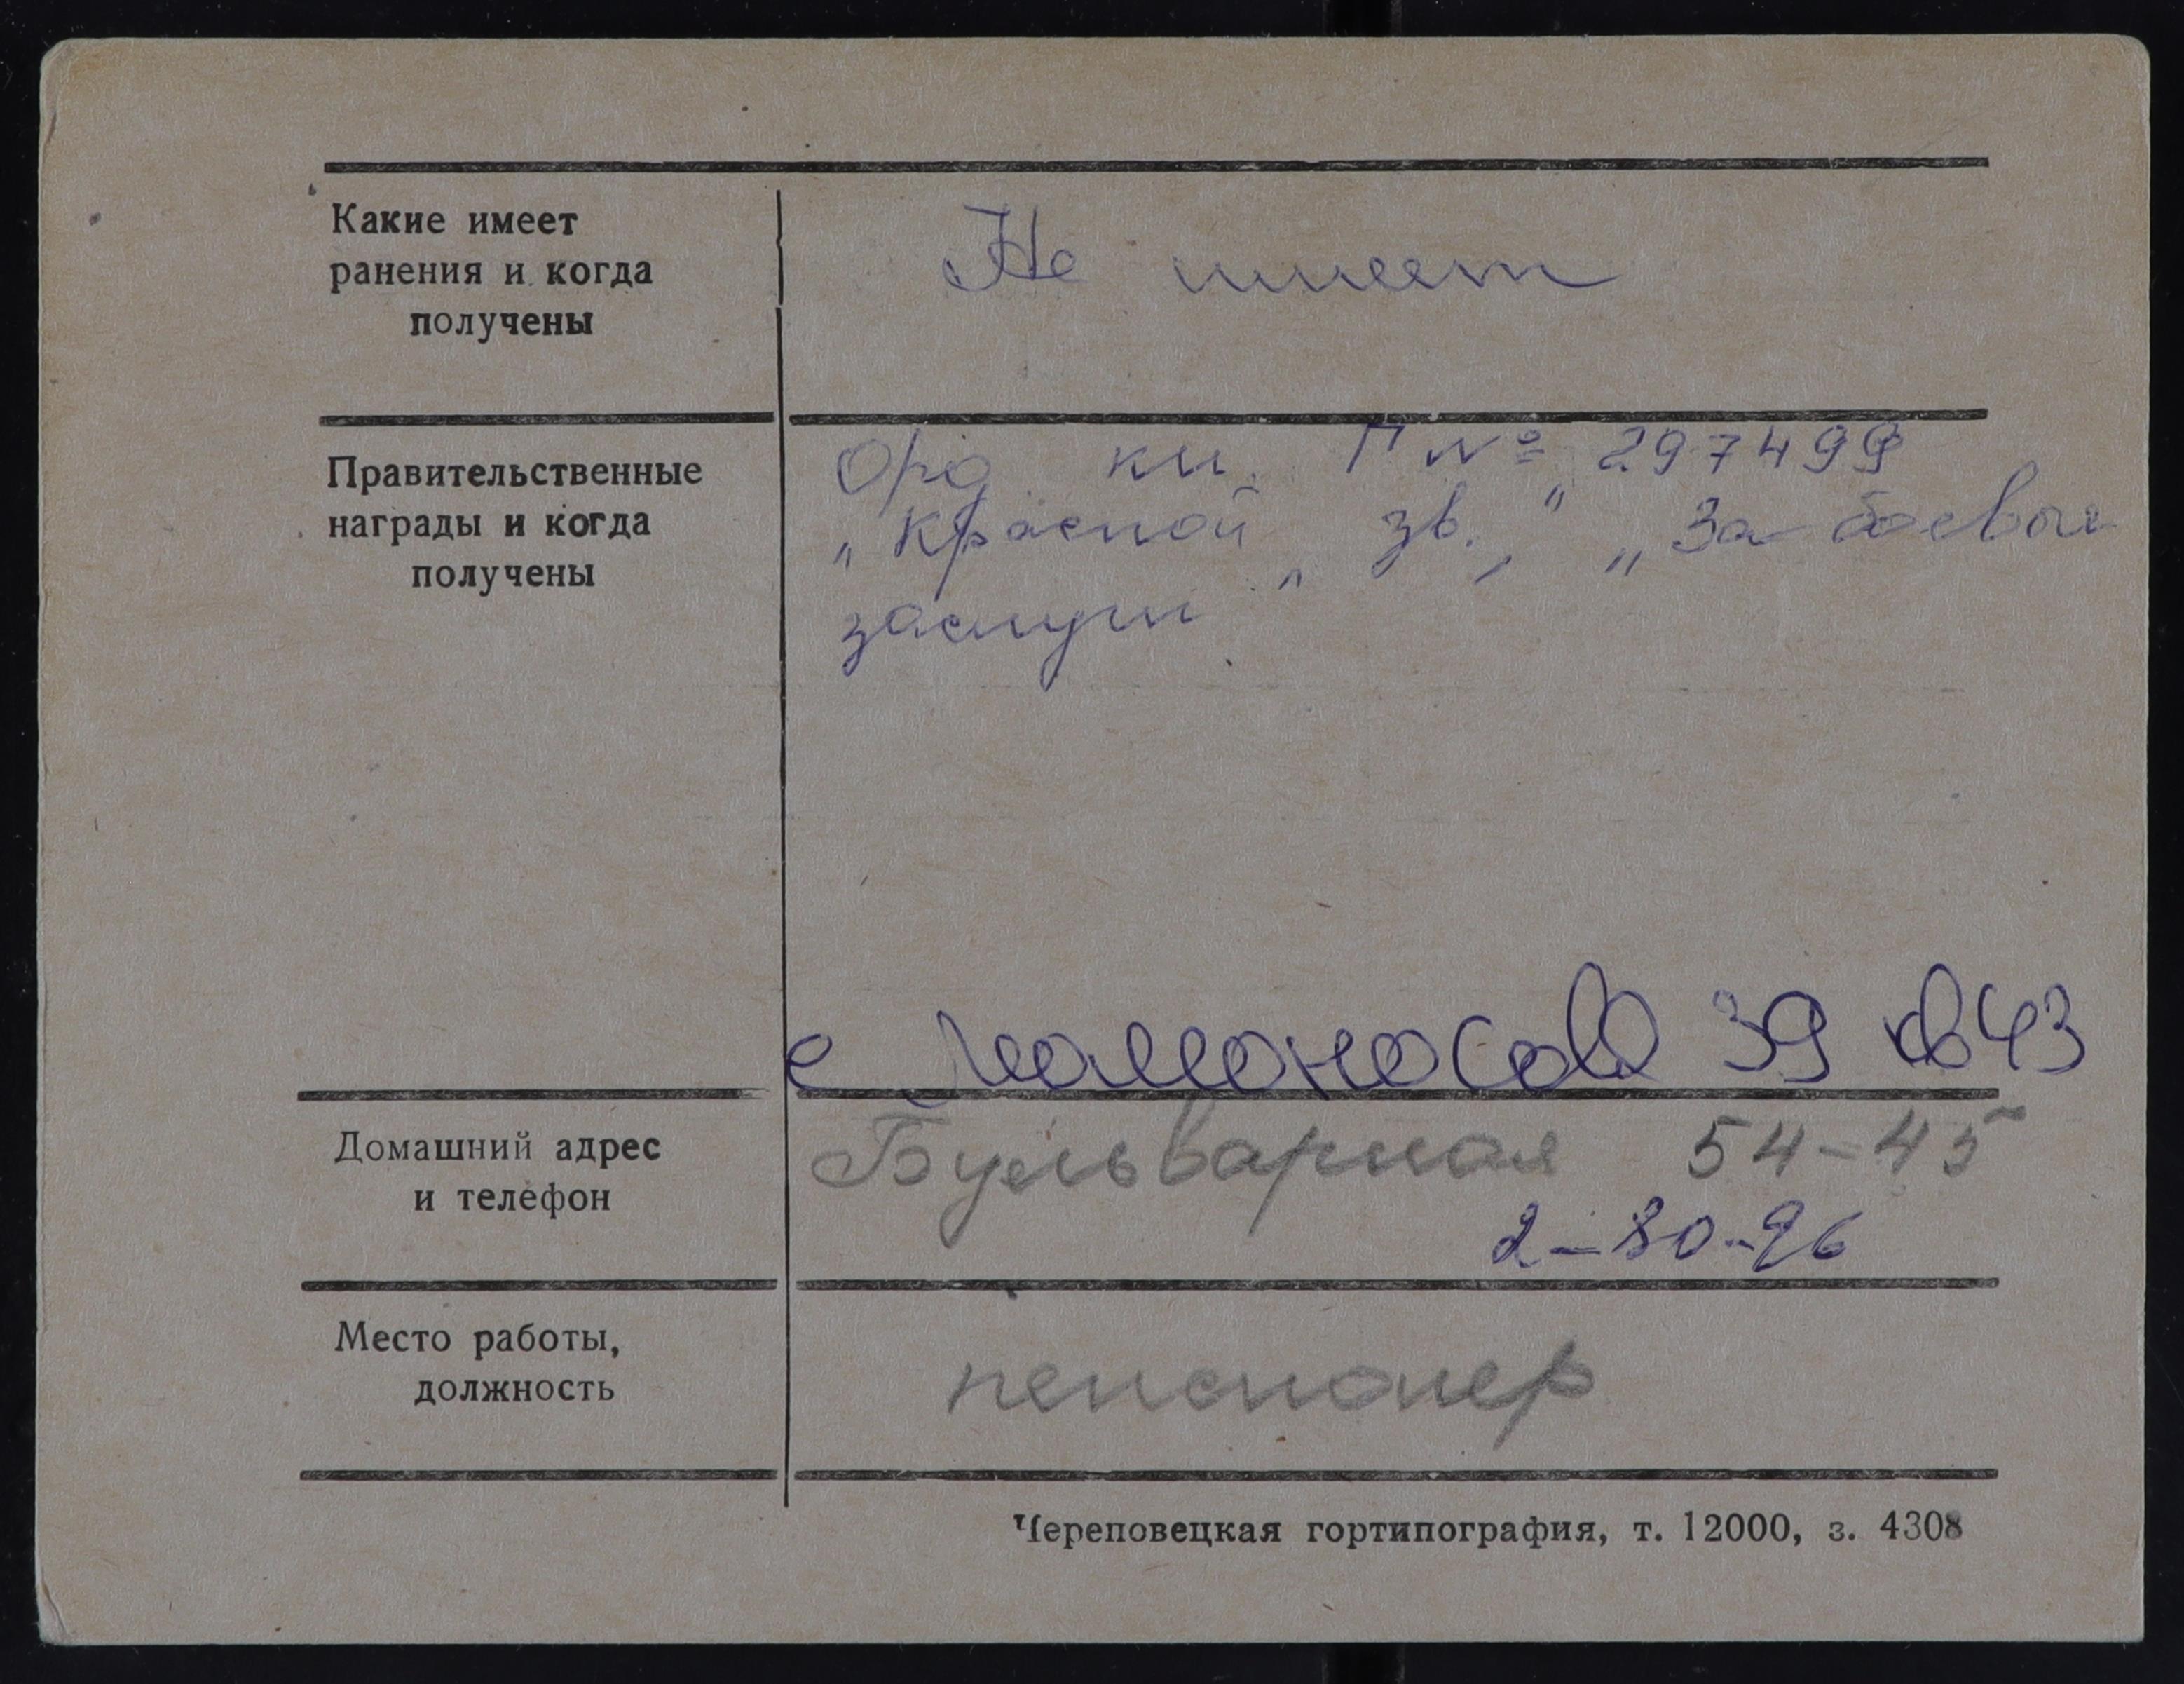 Какие имеет
ранения и когда
получены
Не имеет
Правительственные
награды и когда
получены
Орд кн. Г № 297499
„Красной зв.", „За боевые
заслуги"
Ломоносова 39 кв 43
Домашний адрес
и телефон
Бульварная 54-45
2-80-96
Место работы,
должность
пенсионер
Череповецкая гортипография, т. 12000, з. 4308